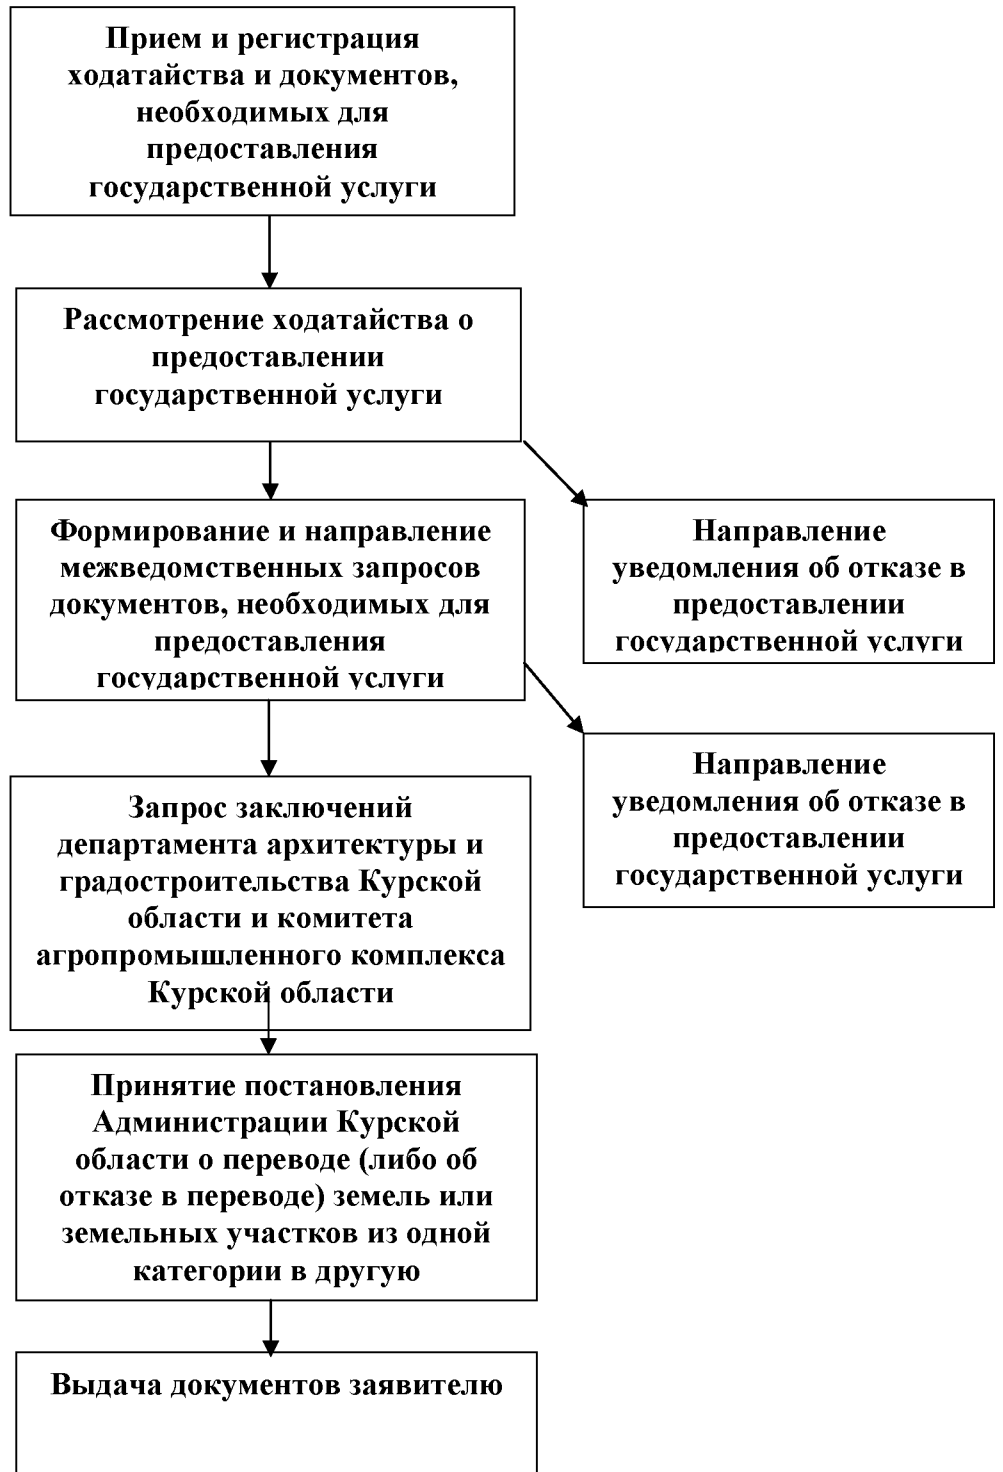 Прием и регистрация
ходатайства и документов,
необходимых для
предоставления
государственной услуги
Рассмотрение ходатайства о
предоставлении
государственной услуги
Формирование и направление
межведомственных запросов
документов, необходимых для
предоставления
государственной услуги
Направление
уведомления об отказе в
предоставлении
государственной услуги
Направление
уведомления об отказе в
предоставлении
государственной услуги
Запрос заключений
департамента архитектуры и
градостроительства Курской
области и комитета
агропромышленного комплекса
Курской области
Принятие постановления
Администрации Курской
области о переводе (либо об
отказе в переводе) земель или
земельных участков из одной
категории в другую
Выдача документов заявителю